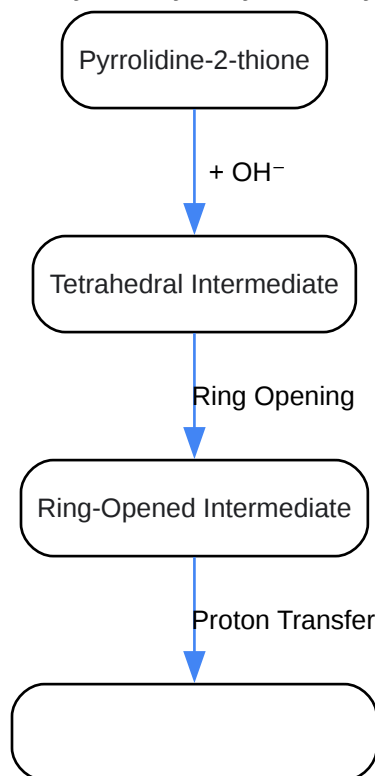 Pyrrolidine-2-thione
+ OH⁻
Tetrahedral Intermediate
Ring Opening
Ring-Opened Intermediate
Proton Transfer